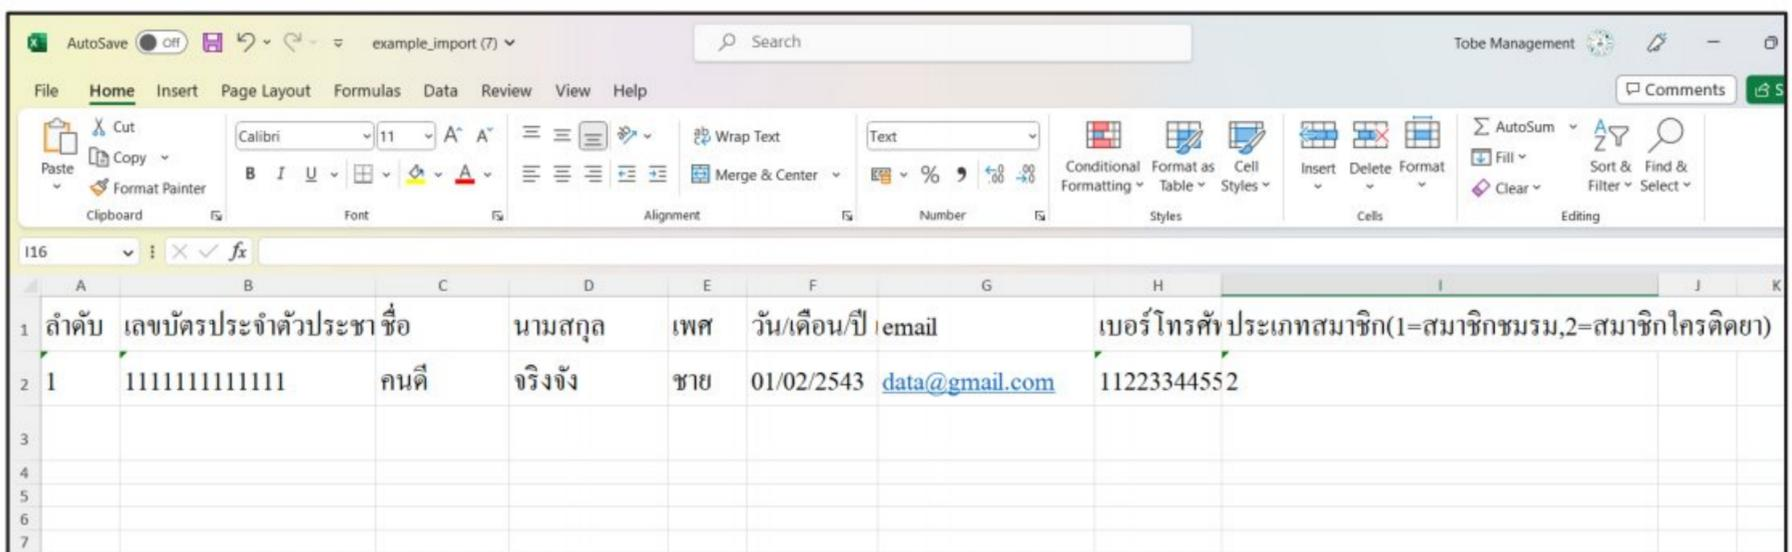 AutoSave Off example_import (7) Search Tobe Management
File Home Insert Page Layout Formulas Data Review View Help Comments S
Cut Calibri 11 A^ A˅ Wrap Text Text AutoSum
Paste Copy Conditional Format as Cell Insert Delete Format Fill Sort & Find &
Format Painter B I U A Merge & Center % 9 Formatting Table Styles Clear Filter Select
Clipboard Font Alignment Number Styles Cells Editing
I16 fx
A B C D E F G H I J K
1 ลำดับ เลขบัตรประจำตัวประชา ชื่อ นามสกุล เพศ วัน/เดือน/ปี email เบอร์โทรศัพ ประเภทสมาชิก(1=สมาชิกชมรม,2=สมาชิกใครติดยา)
2 1 1111111111111 คนดี จริงจัง ชาย 01/02/2543 data@gmail.com 1122334455 2
3
4
5
6
7